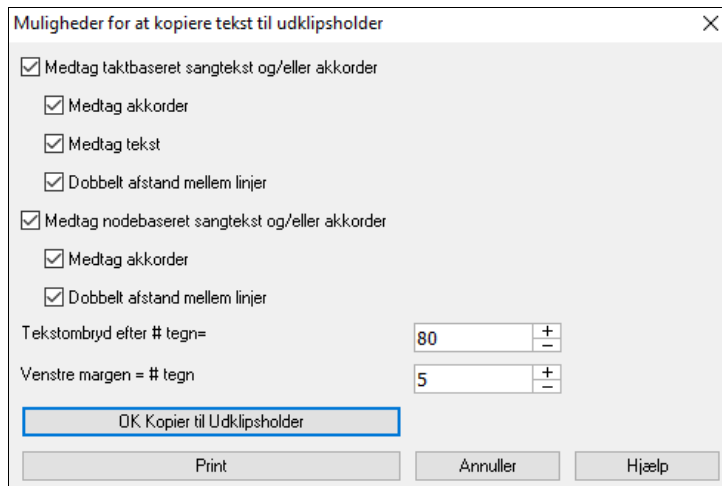 Muligheder for at kopiere tekst til udklipsholder
Medtag taktbaseret sangtekst og/eller akkorder
Medtag akkorder
Medtag tekst
Dobbelt afstand mellem linjer
Medtag nodebaseret sangtekst og/eller akkorder
Medtag akkorder
Dobbelt afstand mellem linjer
Tekstombryd efter # tegn= 80
Venstre margen = # tegn 5
OK Kopier til Udklipsholder
Print Annuller Hjælp